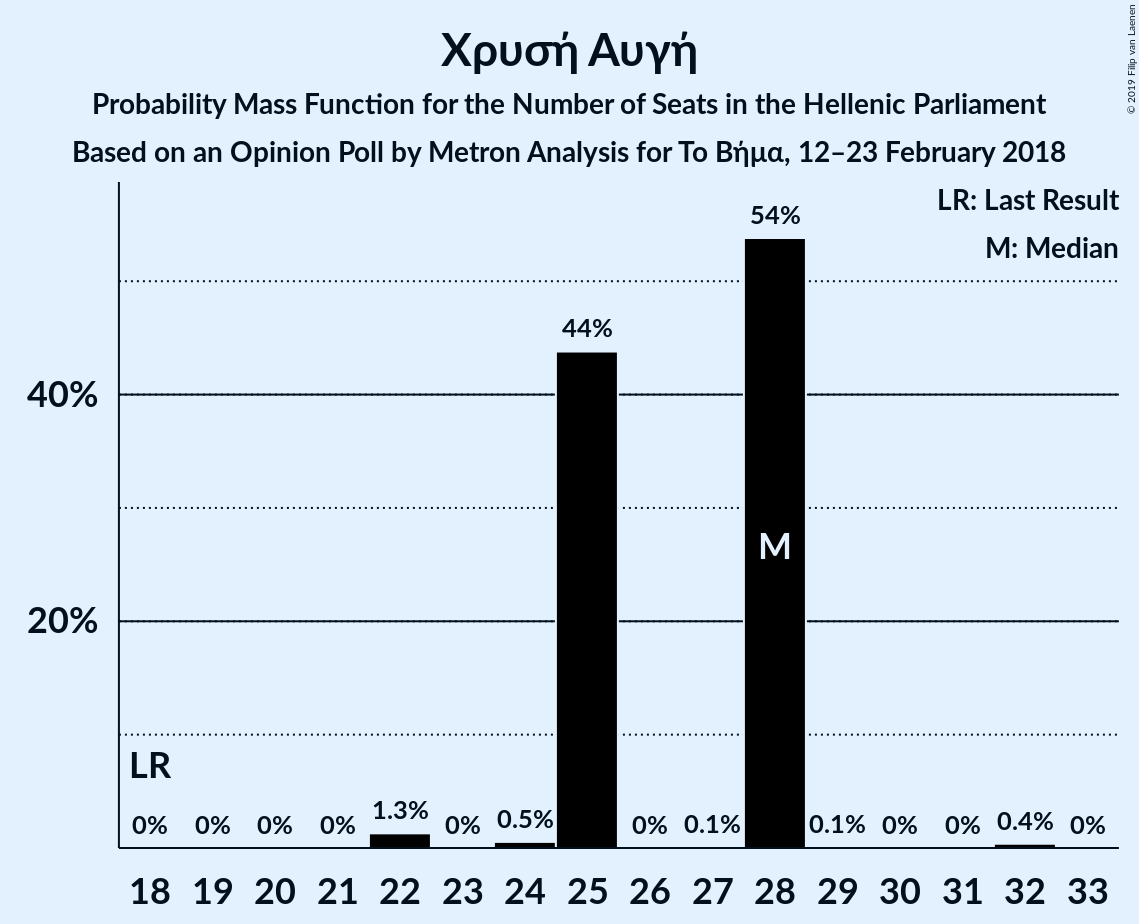 Χρυσή Αυγή
Probability Mass Function for the Number of Seats in the Hellenic Parliament
Based on an Opinion Poll by Metron Analysis for Το Βήμα, 12–23 February 2018
© 2019 Filip van Laenen
LR: Last Result
M: Median
54%
44%
40%
M
20%
LR
0% 0% 0% 0% 1.3% 0% 0.5% 0% 0.1% 0.1% 0% 0% 0.4% 0%
18 19 20 21 22 23 24 25 26 27 28 29 30 31 32 33